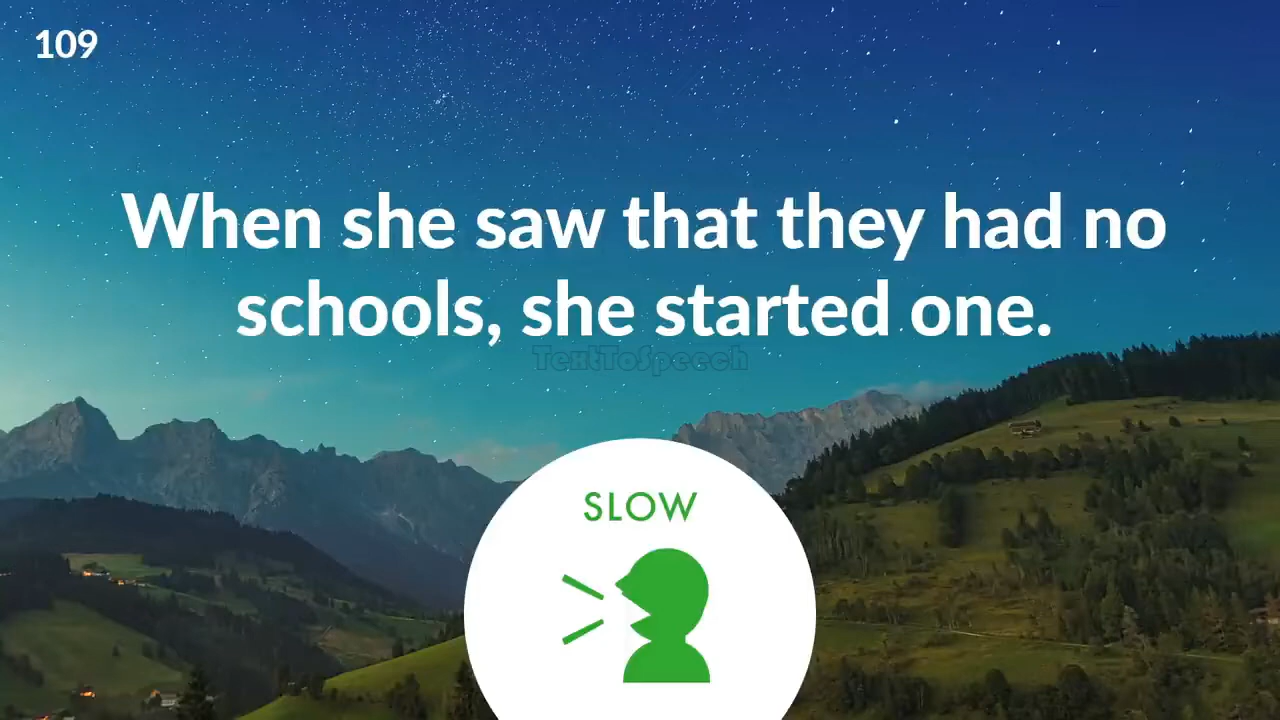 109
When she saw that they had no
schools, she started one.
TextToSpeech
SLOW